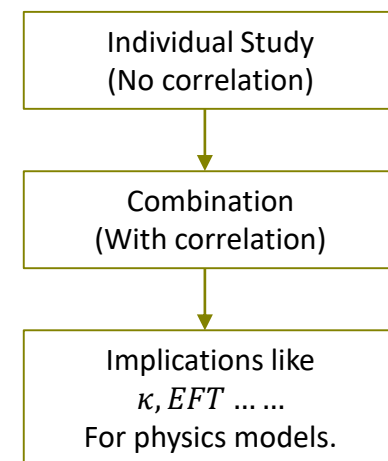 Individual Study
(No correlation)
Combination
(With correlation)
Implications like
κ, EFT ... ...
For physics models.